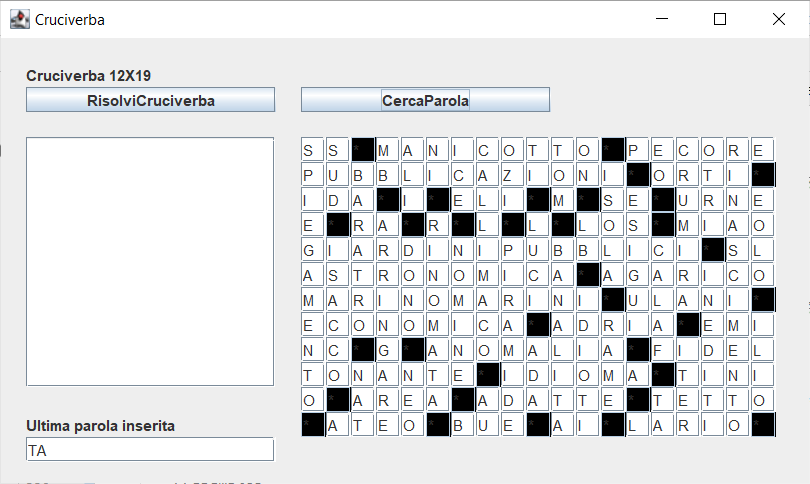 Cruciverba
Cruciverba 12X19
RisolviCruciverba
CercaParola
S S * M A N I C O T T O * P E C O R E
P U B B L I C A Z I O N I * O R T I *
I D A * I * E L I * M * S E * U R N E
E * R A * R * L * L * L O S * M I A O
G I A R D I N I P U B B L I C I * S L
A S T R O N O M I C A * A G A R I C O
M A R I N O M A R I N I * U L A N I *
E C O N O M I C A * A D R I A * E M I
N C * G * A N O M A L I A * F I D E L
T O N A N T E * I D I O M A * T I N I
O * A R E A * A D A T T E * T E T T O
* A T E O * B U E * A I * L A R I O *
Ultima parola inserita
TA